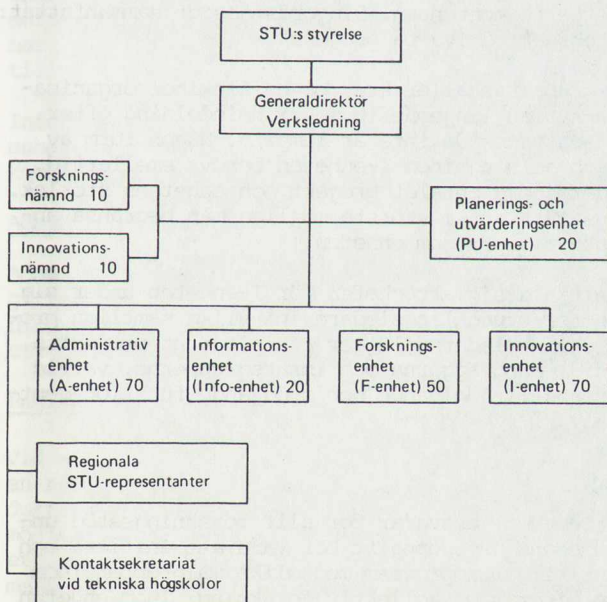 STU:s styrelse
Generaldirektör
Verksledning
Forsknings-
nämnd 10
Innovations-
nämnd 10
Planerings- och
utvärderingsenhet
(PU-enhet) 20
Administrativ
enhet
(A-enhet) 70
Informations-
enhet
(Info-enhet) 20
Forsknings-
enhet
(F-enhet) 50
Innovations-
enhet
(I-enhet) 70
Regionala
STU-representanter
Kontaktsekretariat
vid tekniska högskolor